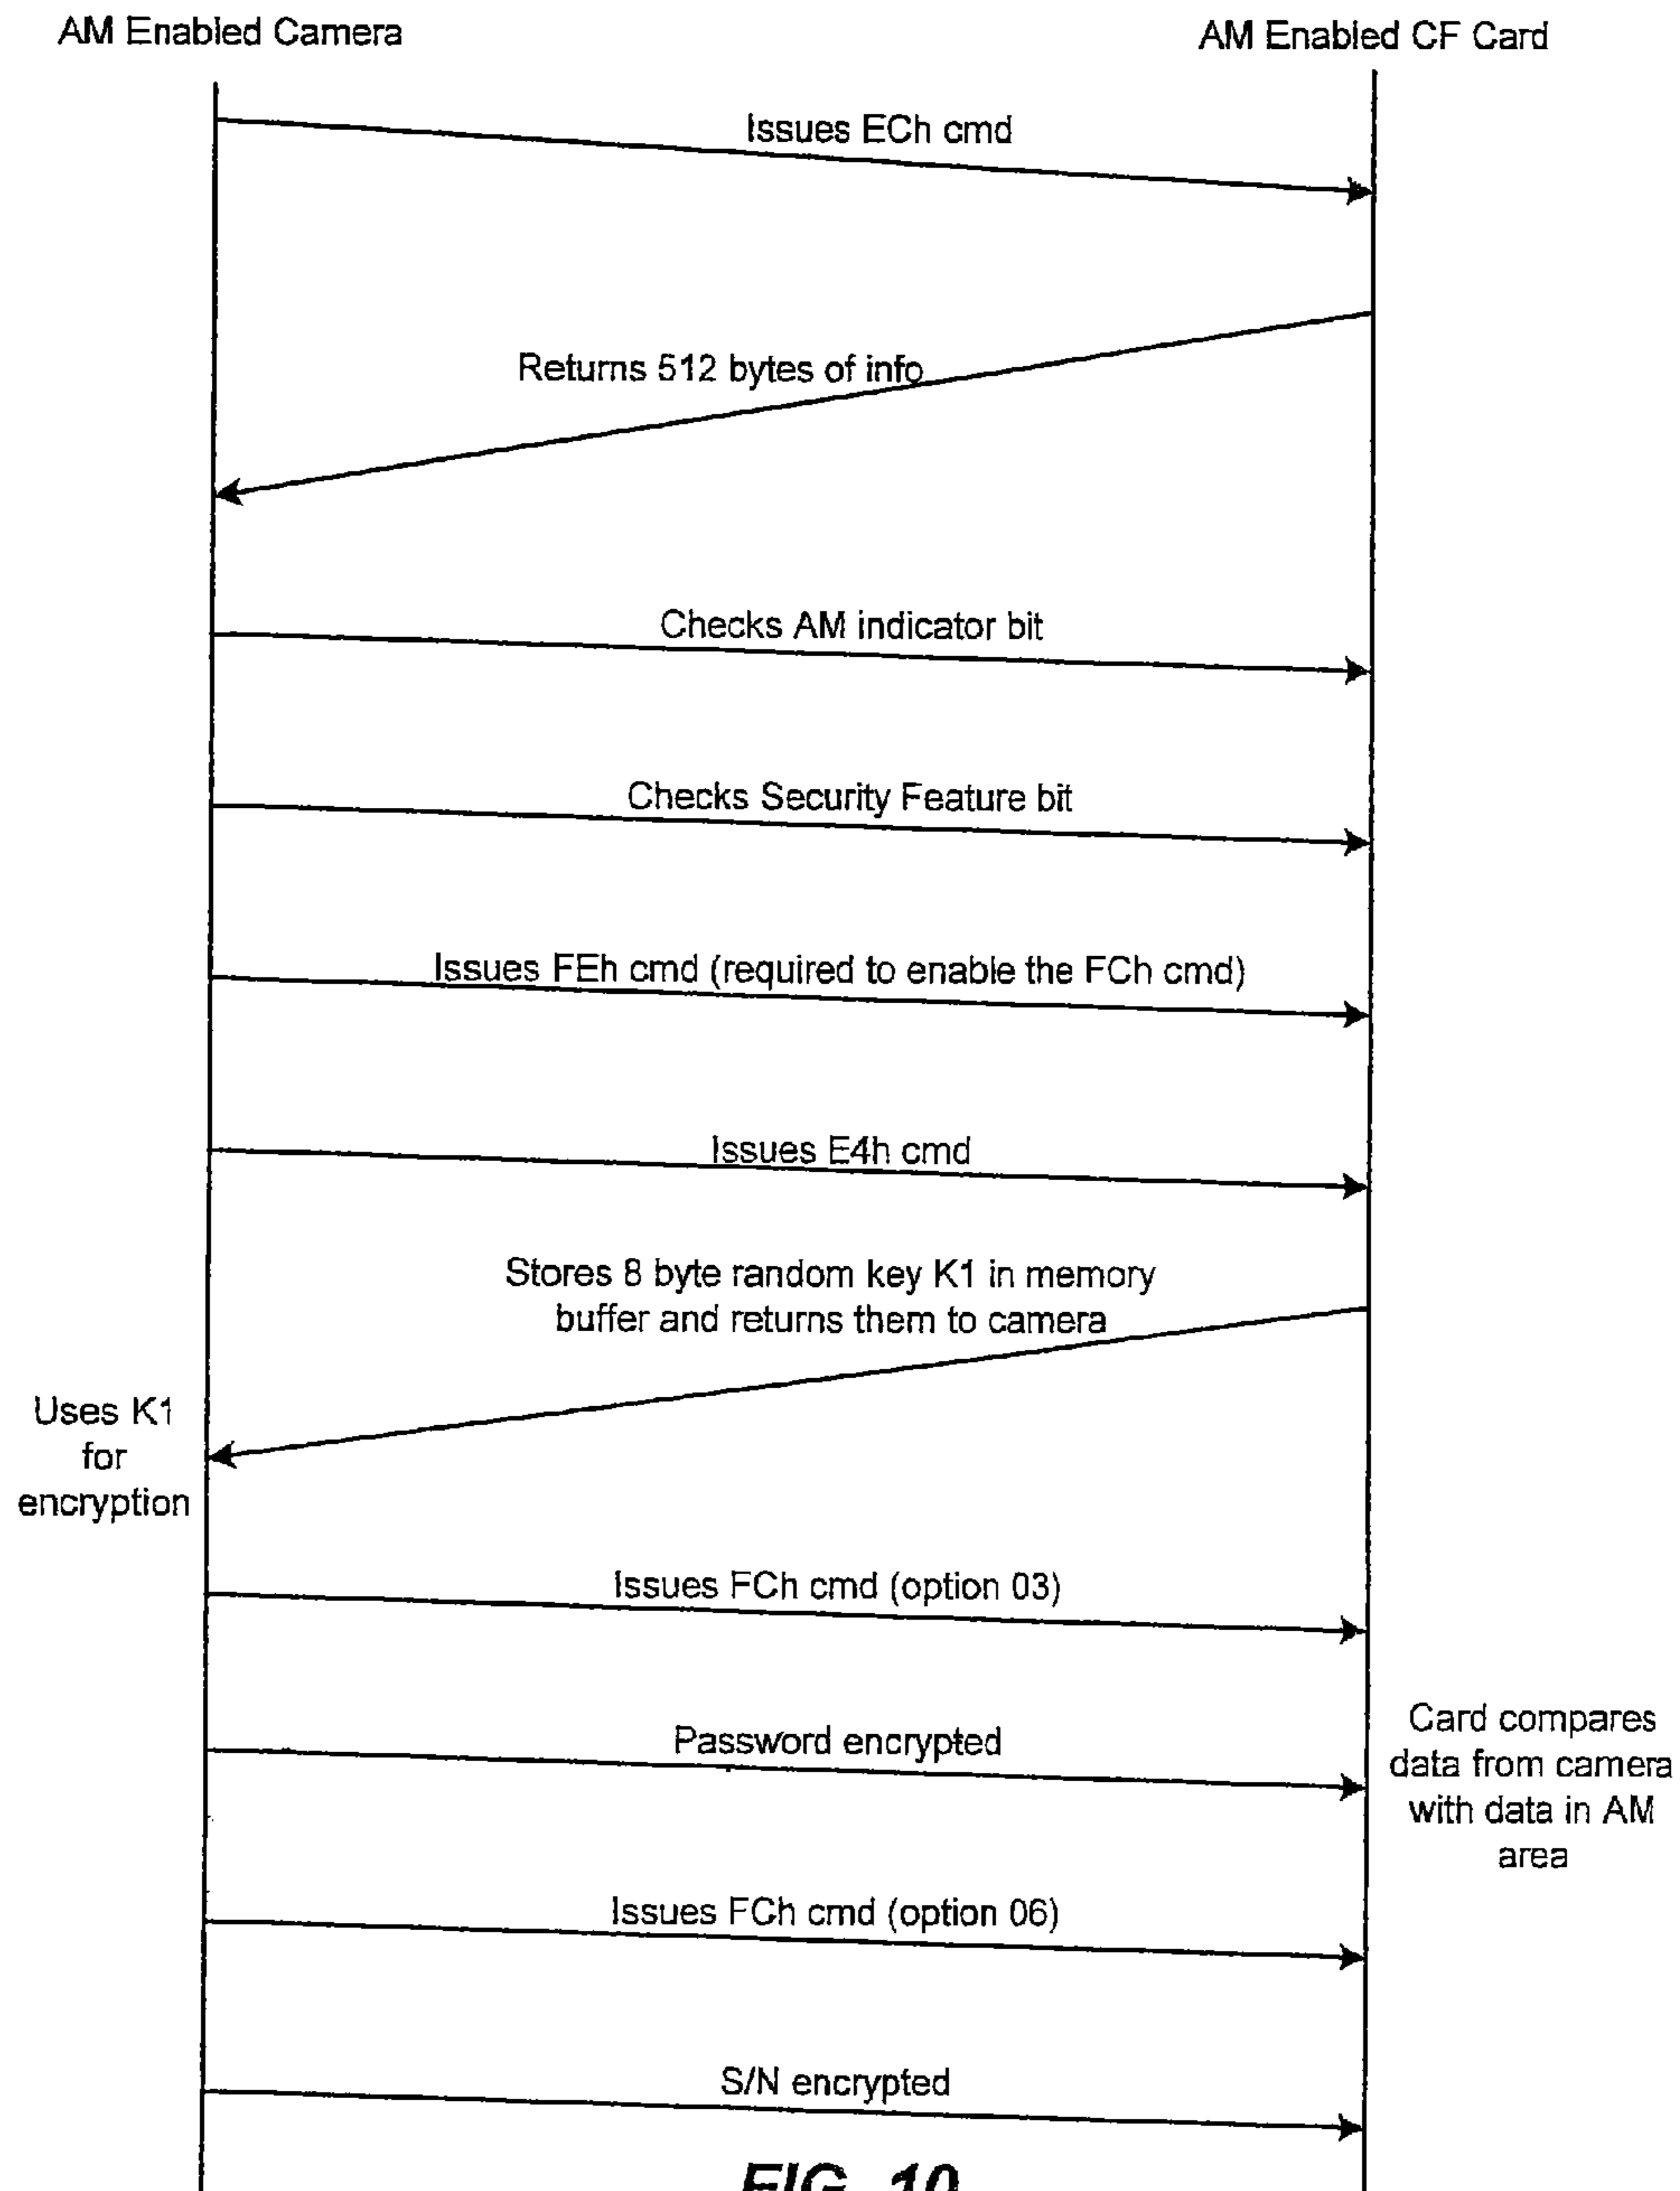 AM Enabled Camera
AM Enabled CF Card
Issues ECh cmd
Returns 512 bytes of info
Checks AM indicator bit
Checks Security Feature bit
Issues FEh cmd (required to enable the FCh cmd)
Issues E4h cmd
Stores 8 byte random key K1 in memory
buffer and returns them to camera
Uses K1
for
encryption
Issues FCh cmd (option 03)
Password encrypted
Card compares
data from camera
with data in AM
area
Issues FCh cmd (option 06)
S/N encrypted
FIG. 10